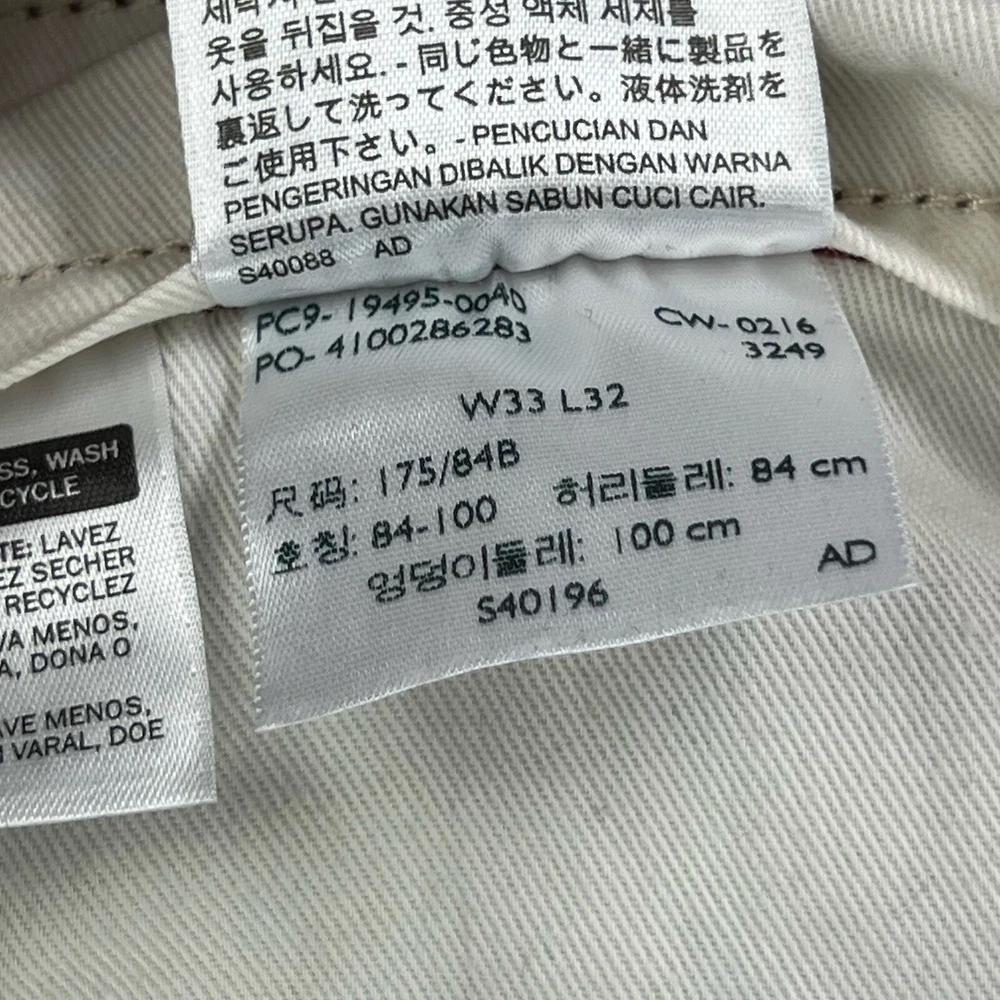 옷을 뒤집을 것. 중성 액체 세제를
사용하세요. - 同じ色物と一緒に製品を
裏返して洗ってください。液体洗剤を
ご使用下さい。- PENCUCIAN DAN
PENGERINGAN DIBALIK DENGAN WARNA
SERUPA. GUNAKAN SABUN CUCI CAIR.
S40088 AD
PC9- 19495-0040
PO- 4100286283
CW- 0216
3249
W33 L32
尺码: 175/84B
호칭: 84-100
허리둘레: 84 cm
엉덩이둘레: 100 cm
S40196
AD
SS, WASH
CYCLE
TE: LAVEZ
EZ SECHER
RECYCLEZ
VA MENOS,
A, DONA O
AVE MENOS,
VARAL, DOE